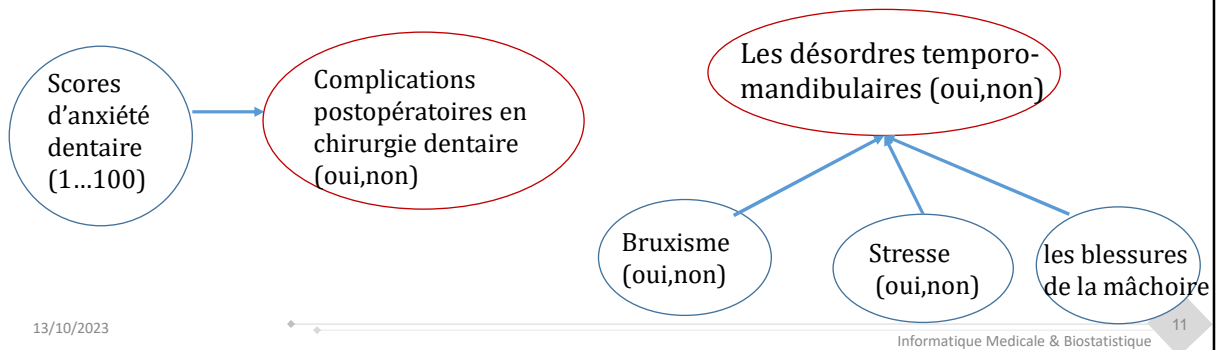 Scores
d'anxiété
dentaire
(1...100)
Complications
postopératoires en
chirurgie dentaire
(oui,non)
Les désordres temporo-
mandibulaires (oui,non)
Bruxisme
(oui,non)
Stresse
(oui,non)
les blessures
de la mâchoire
13/10/2023
Informatique Medicale & Biostatistique
11